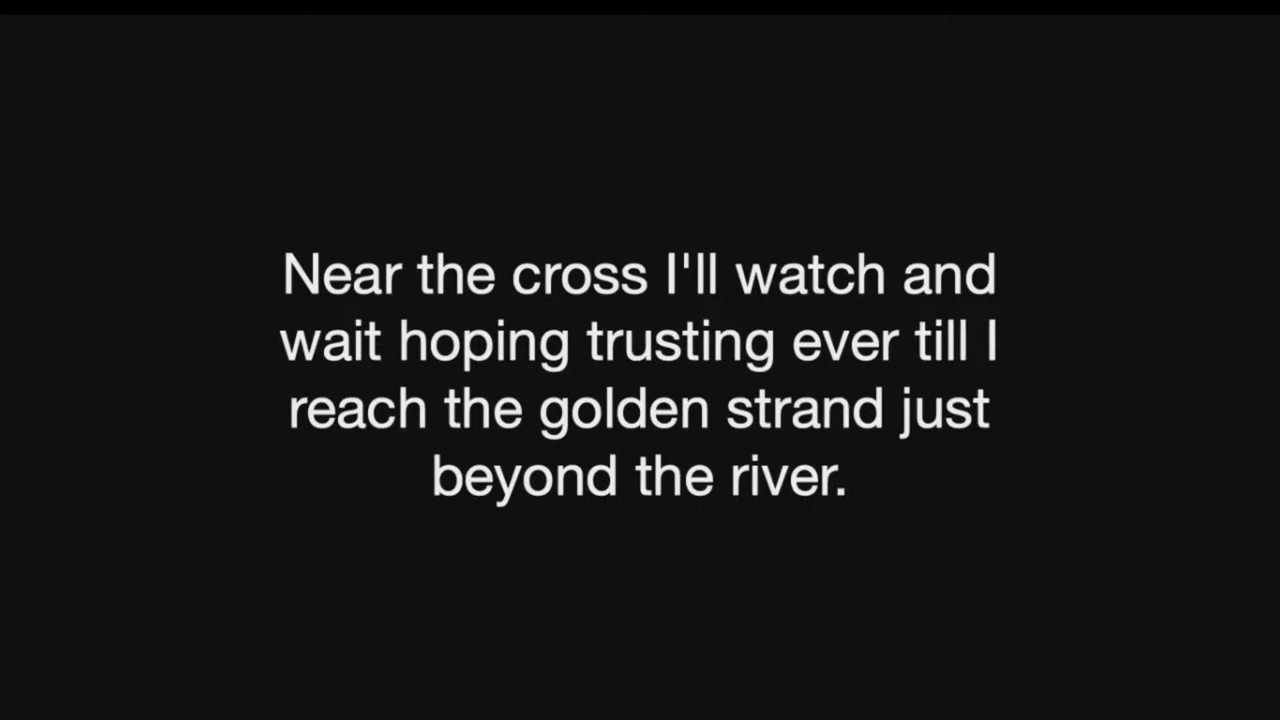 Near the cross I'll watch and
wait hoping trusting ever till I
reach the golden strand just
beyond the river.